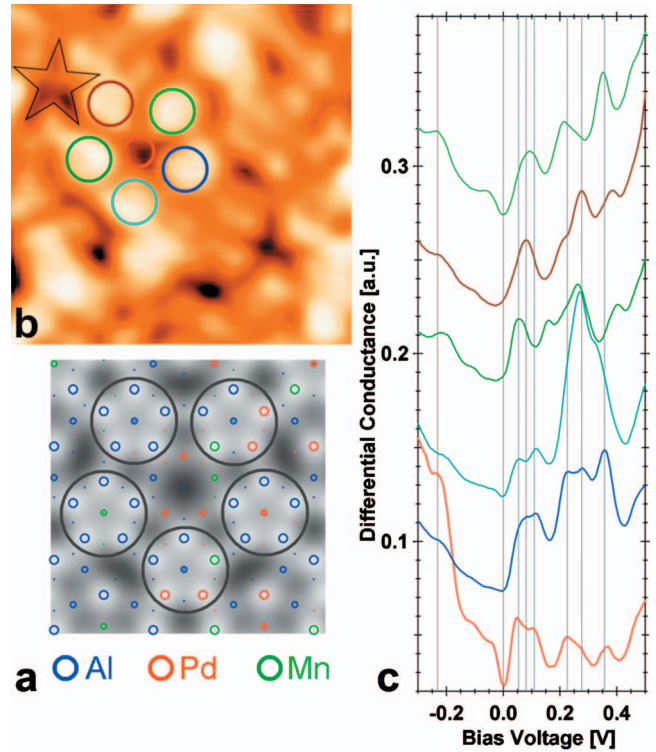 b
a
Al
Pd
Mn
c
Differential Conductance [a.u.]
0.3
0.2
0.1
-0.2
0.0
0.2
0.4
Bias Voltage [V]